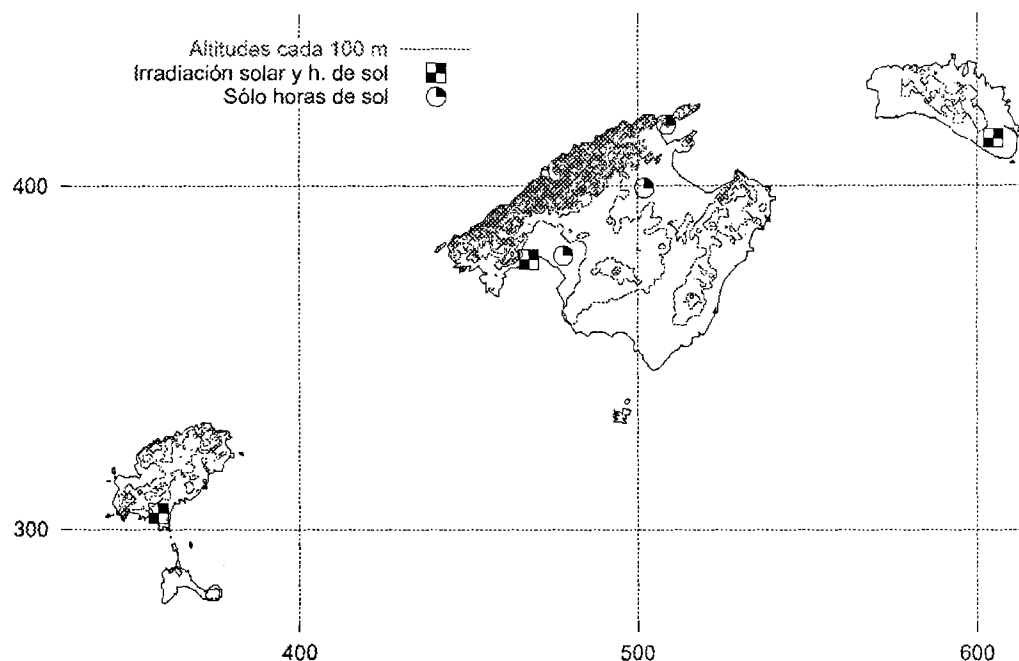 Altitudes cada 100 m
Irradiación solar y h. de sol
Sólo horas de sol
400
300
400 500 600